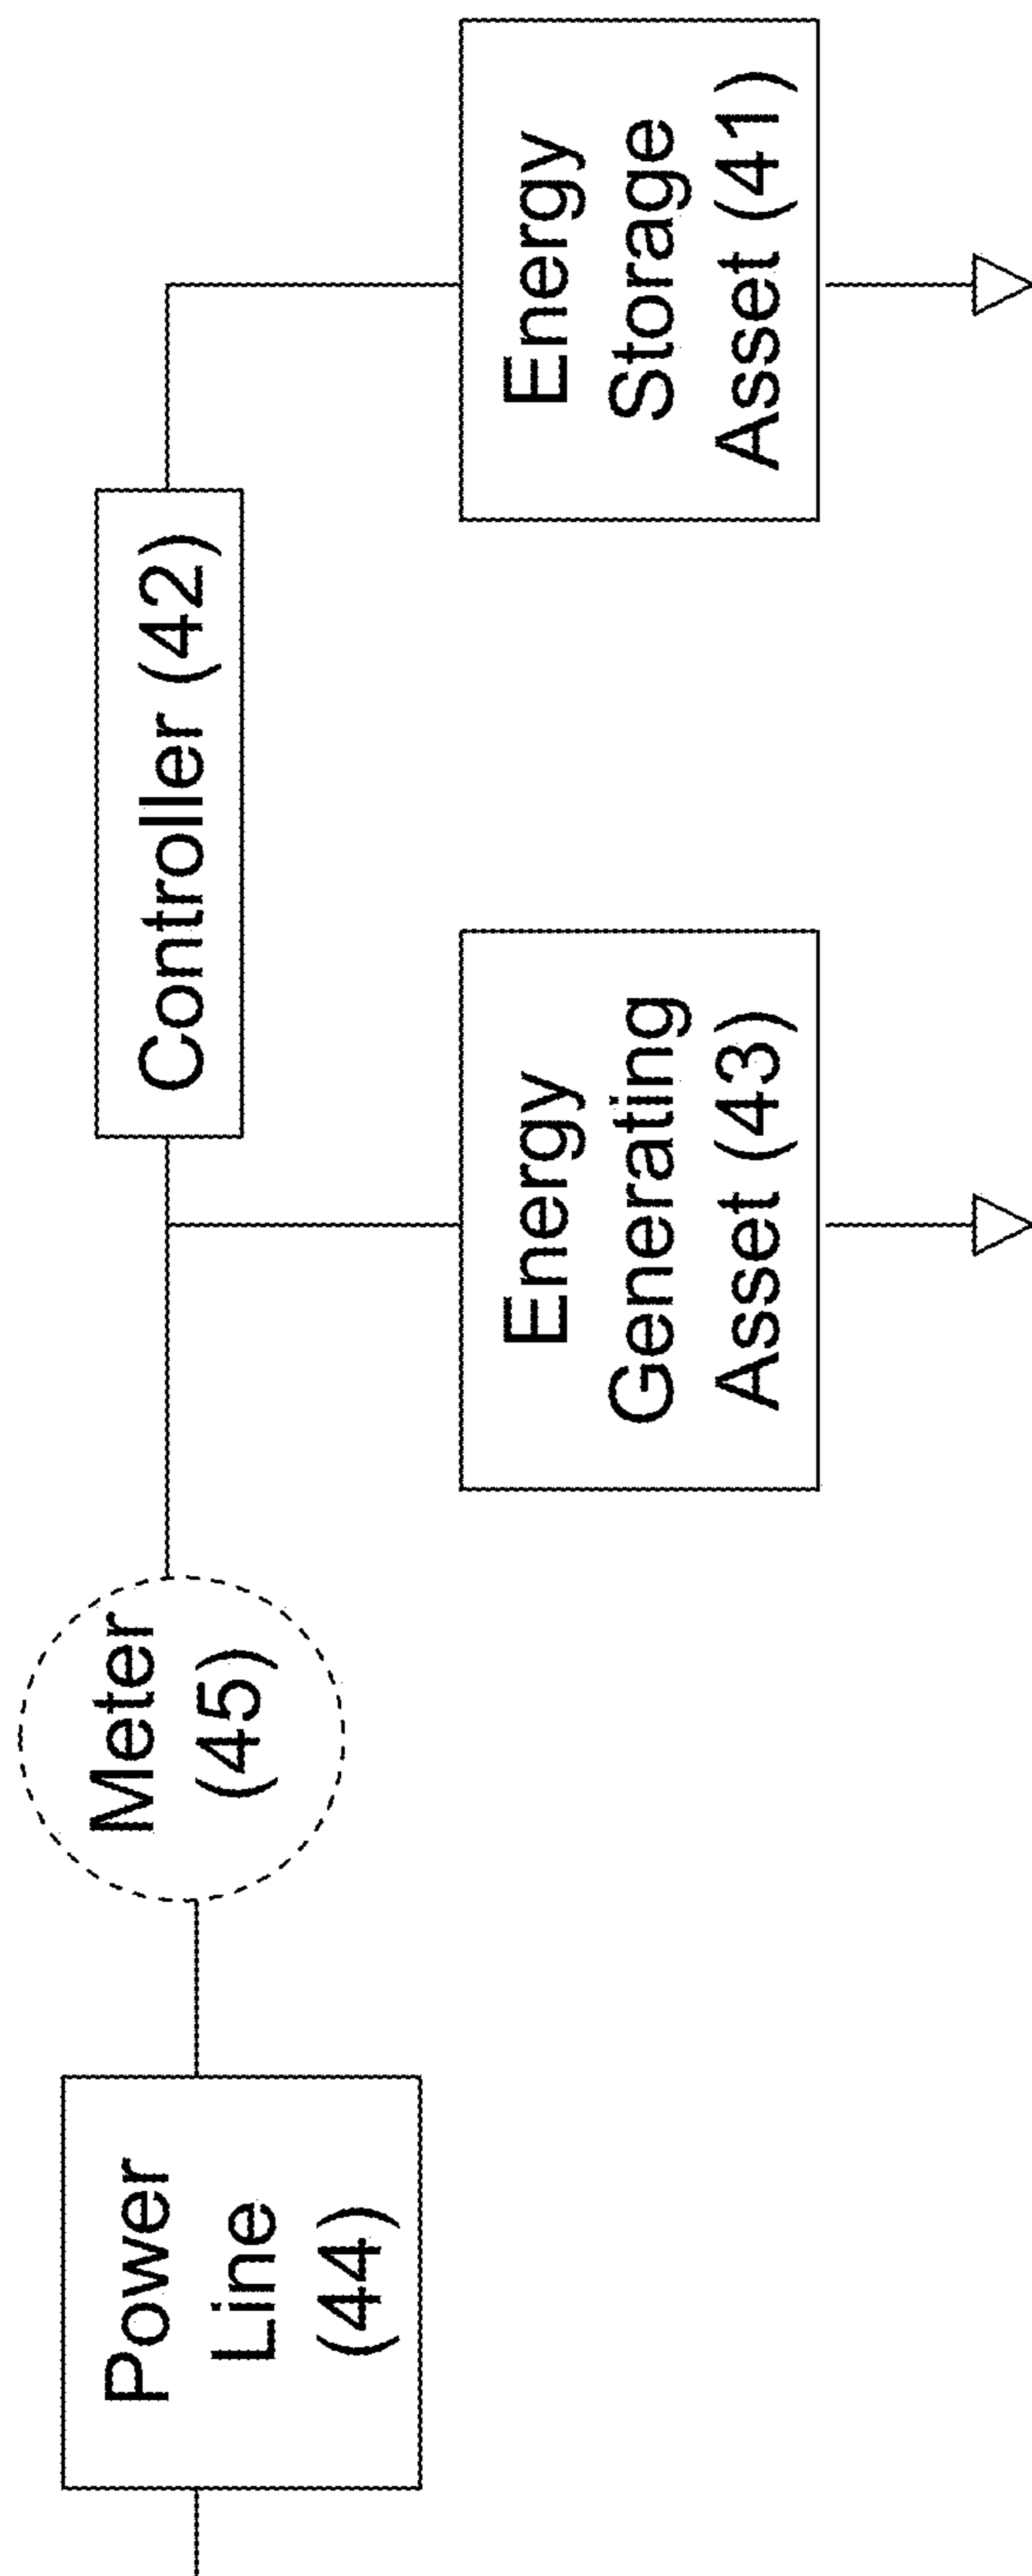 Power
Line
(44)
Meter
(45)
Controller (42)
Energy
Generating
Asset (43)
Energy
Storage
Asset (41)